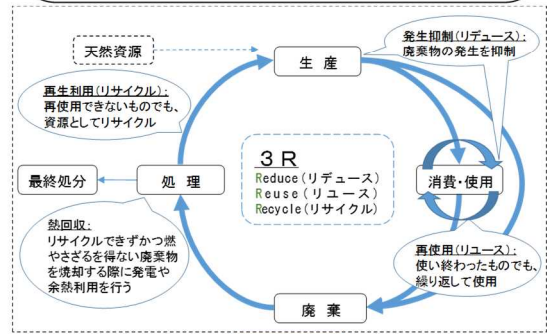 発生抑制(リデュース):
廃棄物の発生を抑制
天然資源
生 産
再生利用(リサイクル):
再使用できないものでも、
資源としてリサイクル
3R
Reduce(リデュース)
Reuse(リユース)
Recycle(リサイクル)
最終処分
処 理
消費・使用
熱回収:
リサイクルできずかつ燃
やさざるを得ない廃棄物
を焼却する際に発電や
余熱利用を行う
再使用(リユース):
使い終わったものでも、
繰り返して使用
廃 棄